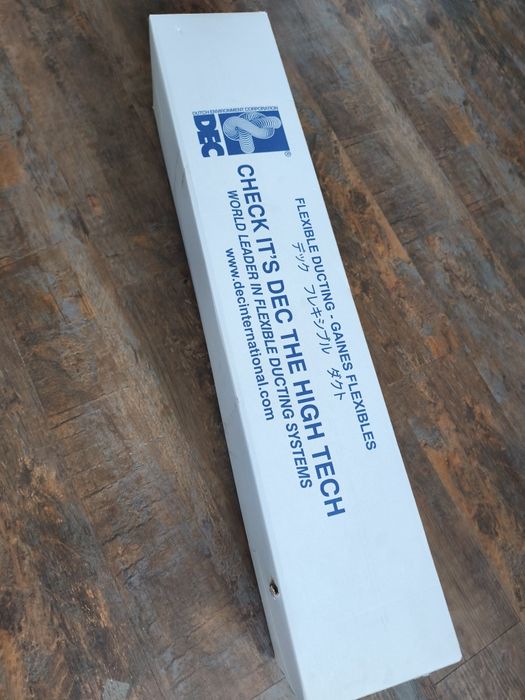 DUTCH ENVIRONMENT CORPORATION
DEC ®
FLEXIBLE DUCTING - GAINES FLEXIBLES
デック フレキシブル ダクト
CHECK IT'S DEC THE HIGH TECH
WORLD LEADER IN FLEXIBLE DUCTING SYSTEMS
www.decinternational.com